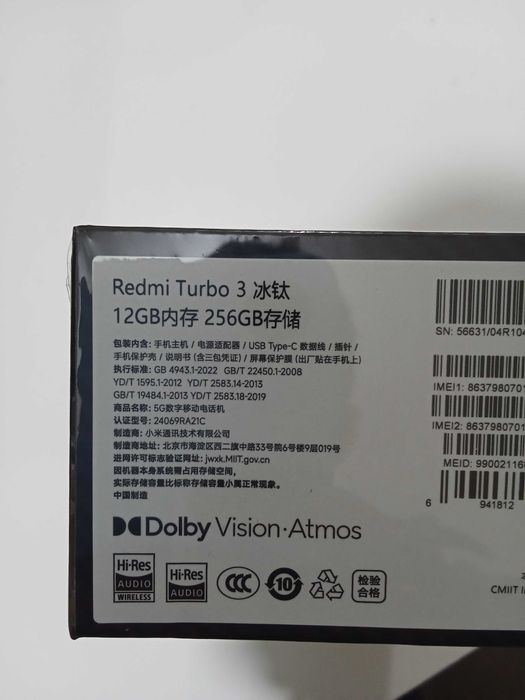 Redmi Turbo 3 冰钛
12GB内存 256GB存储
包装内含: 手机主机 / 电源适配器 / USB Type-C 数据线 / 插针 /
手机保护壳 / 说明书 (含三包凭证) / 屏幕保护膜 (出厂贴在手机上)
执行标准: GB 4943.1-2022 GB/T 22450.1-2008
YD/T 1595.1-2012 YD/T 2583.14-2013
GB/T 19484.1-2013 YD/T 2583.18-2019
商品名称: 5G数字移动电话机
认证型号: 24069RA21C
制造商: 小米通讯技术有限公司
制造商地址: 北京市海淀区西二旗中路33号院6号楼9层019号
进网许可标志验证网址: jwxk.MIIT.gov.cn
因机器本身系统需占用存储空间,
实际存储容量比标称存储容量小属正常现象。
中国制造
Dolby Vision·Atmos
Hi-Res
AUDIO
WIRELESS
Hi-Res
AUDIO
CCC
10
检验
合格
SN: 56631/04R104
IMEI1: 8637980701
IMEI2: 8637980701
MEID: 990021160
6 941812
CMIIT I